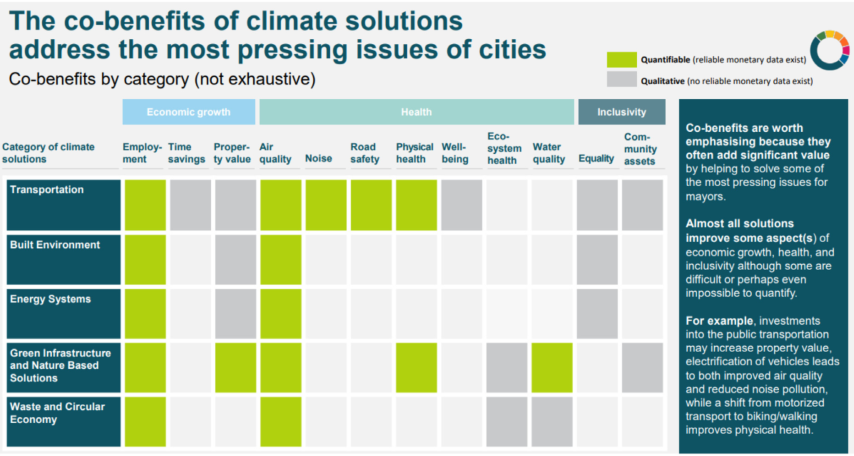 The co-benefits of climate solutions
address the most pressing issues of cities
Co-benefits by category (not exhaustive)
Quantifiable (reliable monetary data exist)
Qualitative (no reliable monetary data exist)
Economic growth
Health
Inclusivity
Category of climate
solutions
Employ-
ment
Time
savings
Proper-
ty value
Air
quality
Noise
Road
safety
Physical
health
Well-
being
Eco-
system
health
Water
quality
Equality
Com-
munity
assets
Transportation
Built Environment
Energy Systems
Green Infrastructure
and Nature Based
Solutions
Waste and Circular
Economy
Co-benefits are worth
emphasising because they
often add significant value
by helping to solve some of
the most pressing issues for
mayors.
Almost all solutions
improve some aspect(s) of
economic growth, health, and
inclusivity although some are
difficult or perhaps even
impossible to quantify.
For example, investments
into the public transportation
may increase property value,
electrification of vehicles leads
to both improved air quality
and reduced noise pollution,
while a shift from motorized
transport to biking/walking
improves physical health.